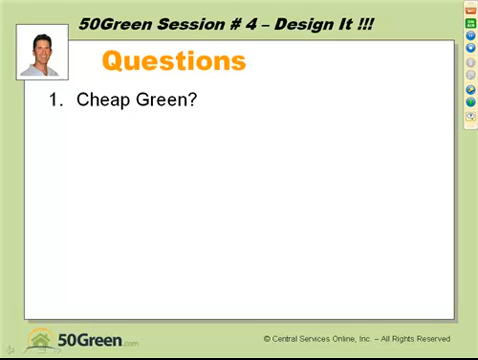 50Green Session # 4 – Design It !!!
Questions
1. Cheap Green?
50Green.com
© Central Services Online, Inc. – All Rights Reserved.